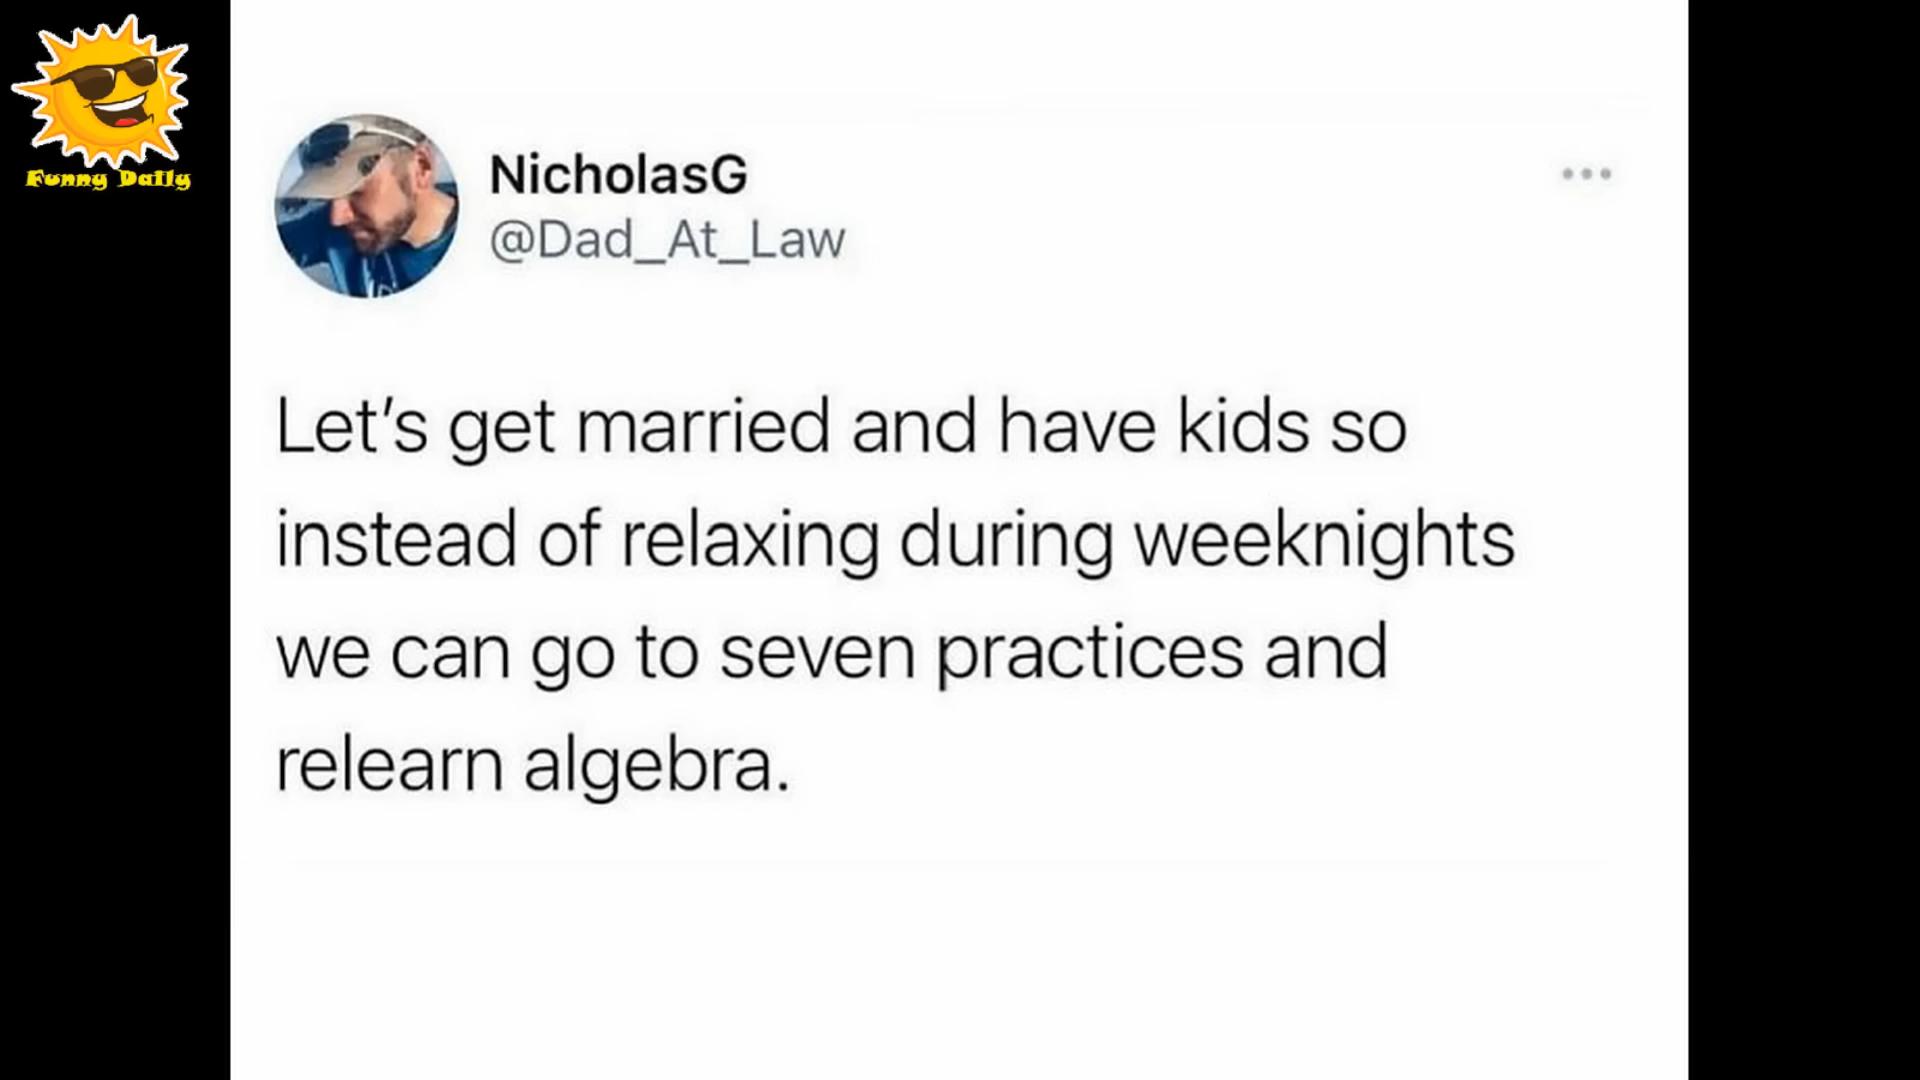 Funny Daily
NicholasG
@Dad_At_Law
Let's get married and have kids so
instead of relaxing during weeknights
we can go to seven practices and
relearn algebra.